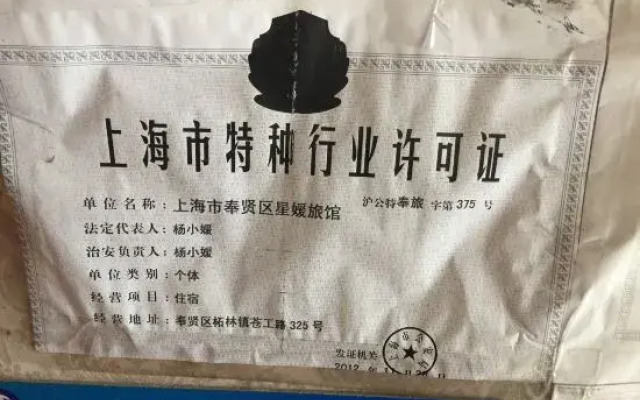 上海市特种行业许可证
单位名称：上海市奉贤区星媛旅馆 沪公特奉旅 字第 375 号
法定代表人：杨小媛
治安负责人：杨小媛
单位类别：个体
经营项目：住宿
经营地址：奉贤区柘林镇苍工路 325 号
发证机关
2012 年